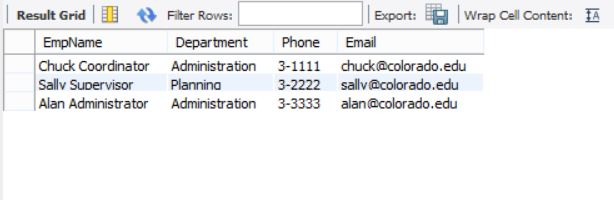 Result Grid Filter Rows: Export: Wrap Cell Content: IA
EmpName Department Phone Email
Chuck Coordinator Administration 3-1111 chuck@colorado.edu
Sally Supervisor Planning 3-2222 sally@colorado.edu
Alan Administrator Administration 3-3333 alan@colorado.edu